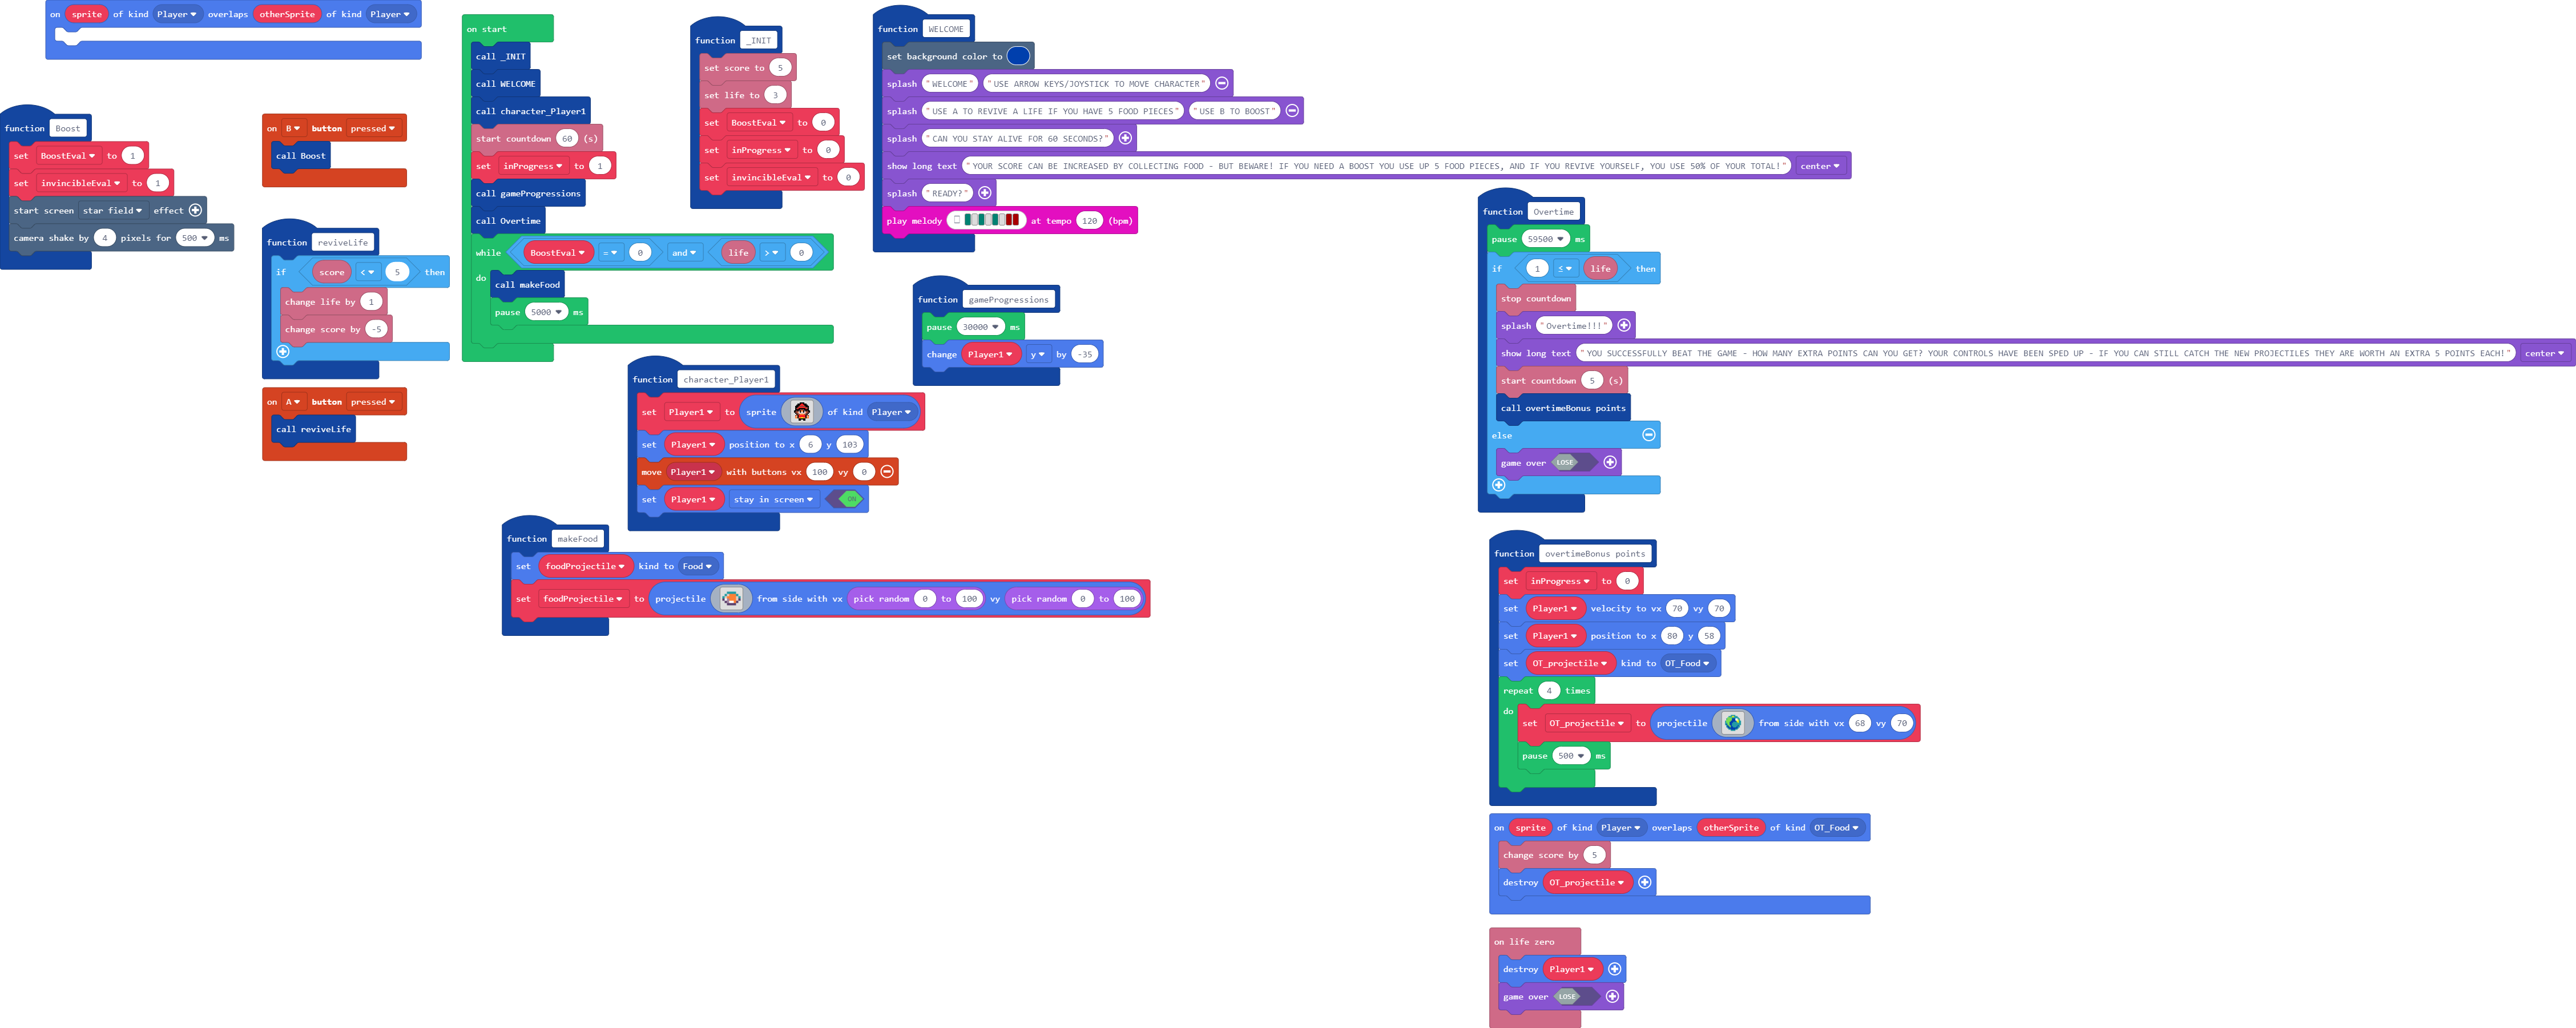 on sprite of kind Player overlaps otherSprite of kind Player
function Boost
set BoostEval to 1
set invincibleEval to 1
start screen star field effect
camera shake by 4 pixels for 500 ms
on B button pressed
call Boost
function reviveLife
if score < 5 then
change life by 1
change score by -5
on A button pressed
call reviveLife
on start
call _INIT
call WELCOME
call character_Player1
start countdown 60 (s)
set inProgress to 1
call gameProgressions
call Overtime
while BoostEval = 0 and life > 0
do
call makeFood
pause 5000 ms
function _INIT
set score to 5
set life to 3
set BoostEval to 0
set inProgress to 0
set invincibleEval to 0
function WELCOME
set background color to
splash "WELCOME" "USE ARROW KEYS/JOYSTICK TO MOVE CHARACTER"
splash "USE A TO REVIVE A LIFE IF YOU HAVE 5 FOOD PIECES" "USE B TO BOOST"
splash "CAN YOU STAY ALIVE FOR 60 SECONDS?"
show long text "YOUR SCORE CAN BE INCREASED BY COLLECTING FOOD - BUT BEWARE! IF YOU NEED A BOOST YOU USE UP 5 FOOD PIECES, AND IF YOU REVIVE YOURSELF, YOU USE 50% OF YOUR TOTAL!" center
splash "READY?"
play melody at tempo 120 (bpm)
function gameProgressions
pause 30000 ms
change Player1 y by -35
function character_Player1
set Player1 to sprite of kind Player
set Player1 position to x 6 y 103
move Player1 with buttons vx 100 vy 0
set Player1 stay in screen ON
function makeFood
set foodProjectile kind to Food
set foodProjectile to projectile from side with vx pick random 0 to 100 vy pick random 0 to 100
function Overtime
pause 59500 ms
if 1 ≤ life then
stop countdown
splash "Overtime!!!"
show long text "YOU SUCCESSFULLY BEAT THE GAME - HOW MANY EXTRA POINTS CAN YOU GET? YOUR CONTROLS HAVE BEEN SPED UP - IF YOU CAN STILL CATCH THE NEW PROJECTILES THEY ARE WORTH AN EXTRA 5 POINTS EACH!" center
start countdown 5 (s)
call overtimeBonus points
else
game over LOSE
function overtimeBonus points
set inProgress to 0
set Player1 velocity to vx 70 vy 70
set Player1 position to x 80 y 58
set OT_projectile kind to OT_Food
repeat 4 times
do
set OT_projectile to projectile from side with vx 68 vy 70
pause 500 ms
on sprite of kind Player overlaps otherSprite of kind OT_Food
change score by 5
destroy OT_projectile
on life zero
destroy Player1
game over LOSE